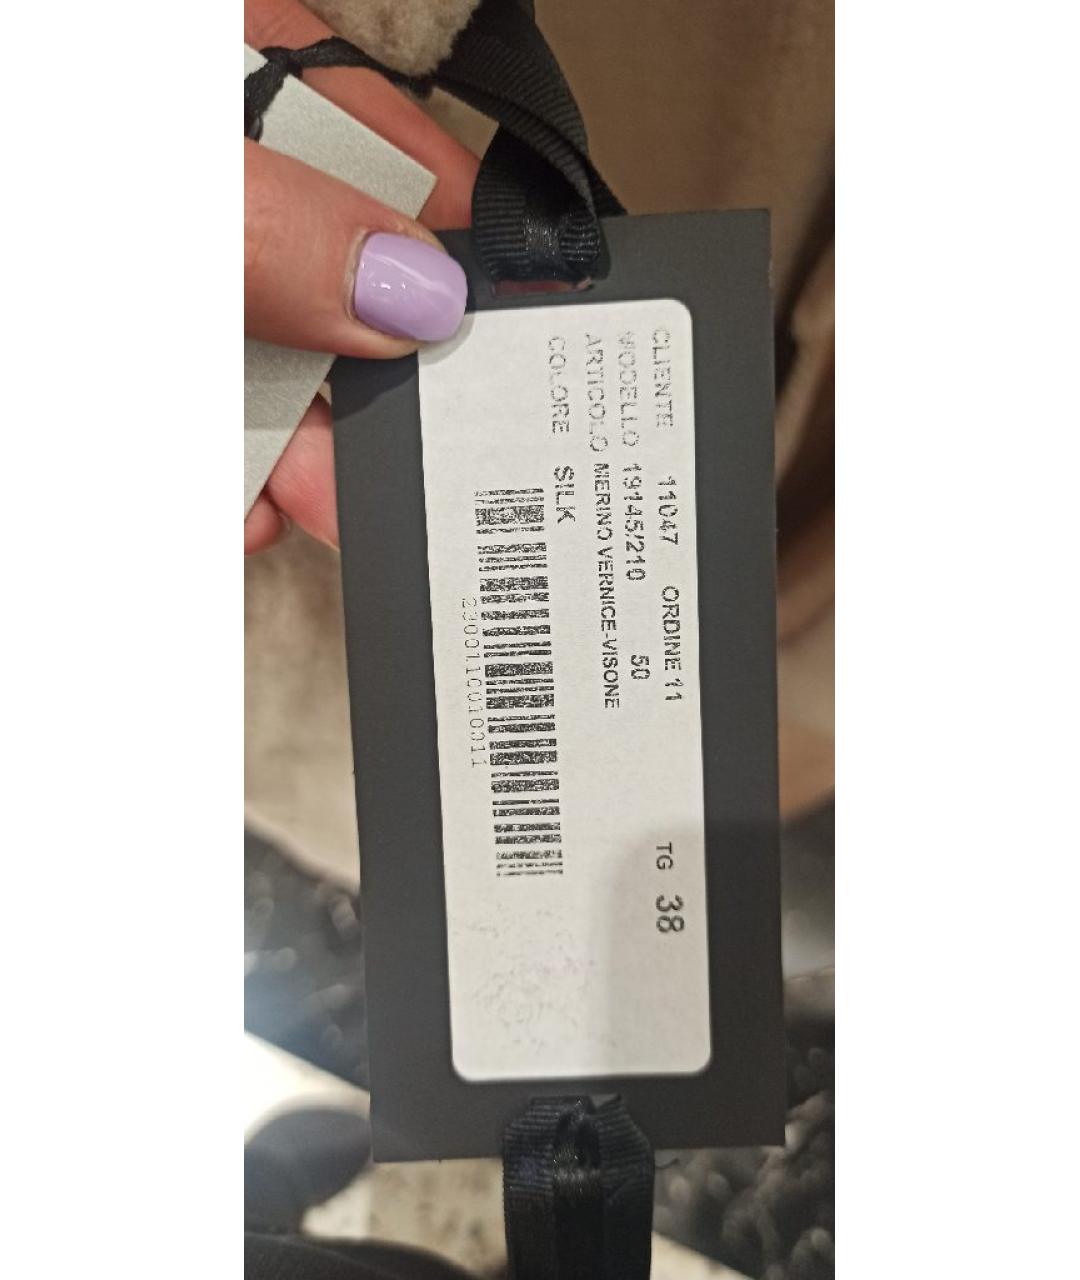 CLIENTE 11047 ORDINE 11 TG 38
MODELLO 19145/210 50
ARTICOLO MERINO VERNICE-VISONE
COLORE SILK